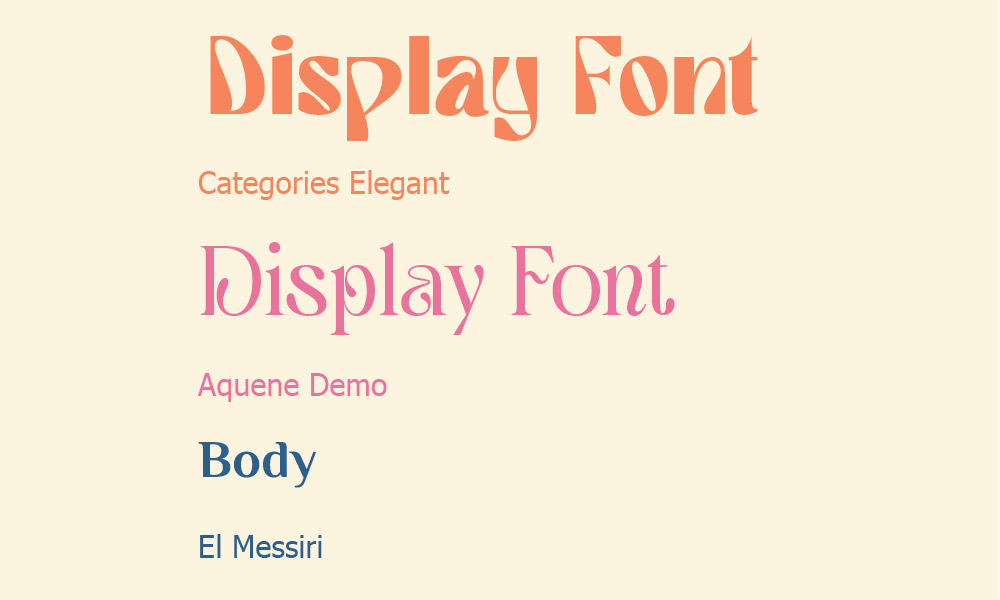 Display Font
Categories Elegant
Display Font
Aquene Demo
Body
El Messiri